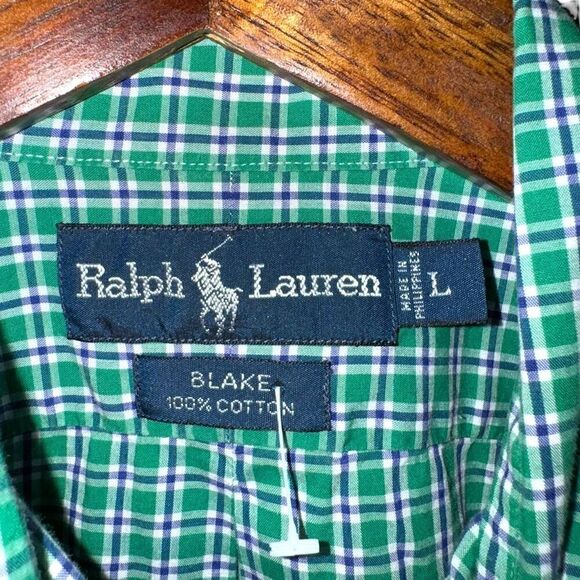 Ralph Lauren
MADE IN
PHILIPPINES
L
BLAKE
100% COTTON